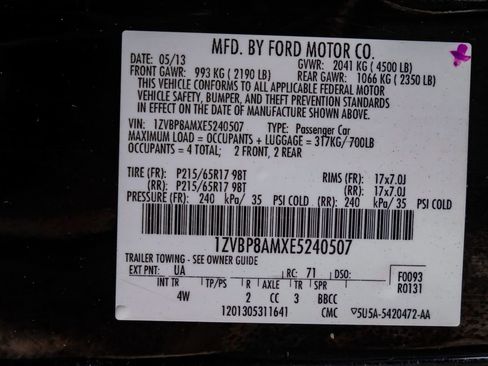 MFD. BY FORD MOTOR CO.
DATE: 05/13 GVWR: 2041 KG ( 4500 LB)
FRONT GAWR: 993 KG ( 2190 LB) REAR GAWR: 1066 KG ( 2350 LB)
THIS VEHICLE CONFORMS TO ALL APPLICABLE FEDERAL MOTOR
VEHICLE SAFETY, BUMPER, AND THEFT PREVENTION STANDARDS
IN EFFECT ON THE DATE OF MANUFACTURE SHOWN ABOVE.
VIN: 1ZVBP8AMXE5240507 TYPE: Passenger Car
MAXIMUM LOAD = OCCUPANTS + LUGGAGE = 317KG/700LB
OCCUPANTS = 4 TOTAL; 2 FRONT, 2 REAR
TIRE (FR): P215/65R17 98T RIMS (FR): 17x7.0J
(RR): P215/65R17 98T (RR): 17x7.0J
PRESSURE (FR): 240 kPa/ 35 PSI COLD (RR): 240 kPa/ 35 PSI COLD
1ZVBP8AMXE5240507
TRAILER TOWING - SEE OWNER GUIDE
EXT PNT: UA RC: 71 DSO: F0093
INT TR TP/PS R AXLE TR SPR R0131
4W 2 CC 3 BBCC
1201305311641 CMC ▽5U5A-5420472-AA